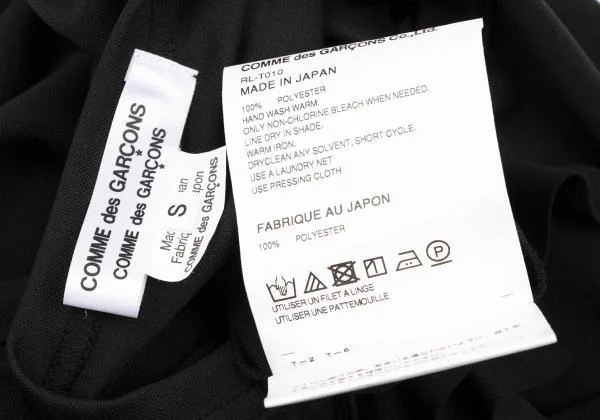 COMME des GARÇONS
COMME des GARÇONS
S
COMME des GARÇONS
COMME des GARÇONS Co., Ltd.
RL-T010
MADE IN JAPAN
100% POLYESTER
HAND WASH WARM.
ONLY NON-CHLORINE BLEACH WHEN NEEDED.
LINE DRY IN SHADE.
WARM IRON.
DRYCLEAN ANY SOLVENT, SHORT CYCLE.
USE A LAUNDRY NET
USE PRESSING CLOTH
FABRIQUE AU JAPON
100% POLYESTER
P
UTILISER UN FILET A LINGE
UTILISER UNE PATTEMOUILLE
T-2 T-6